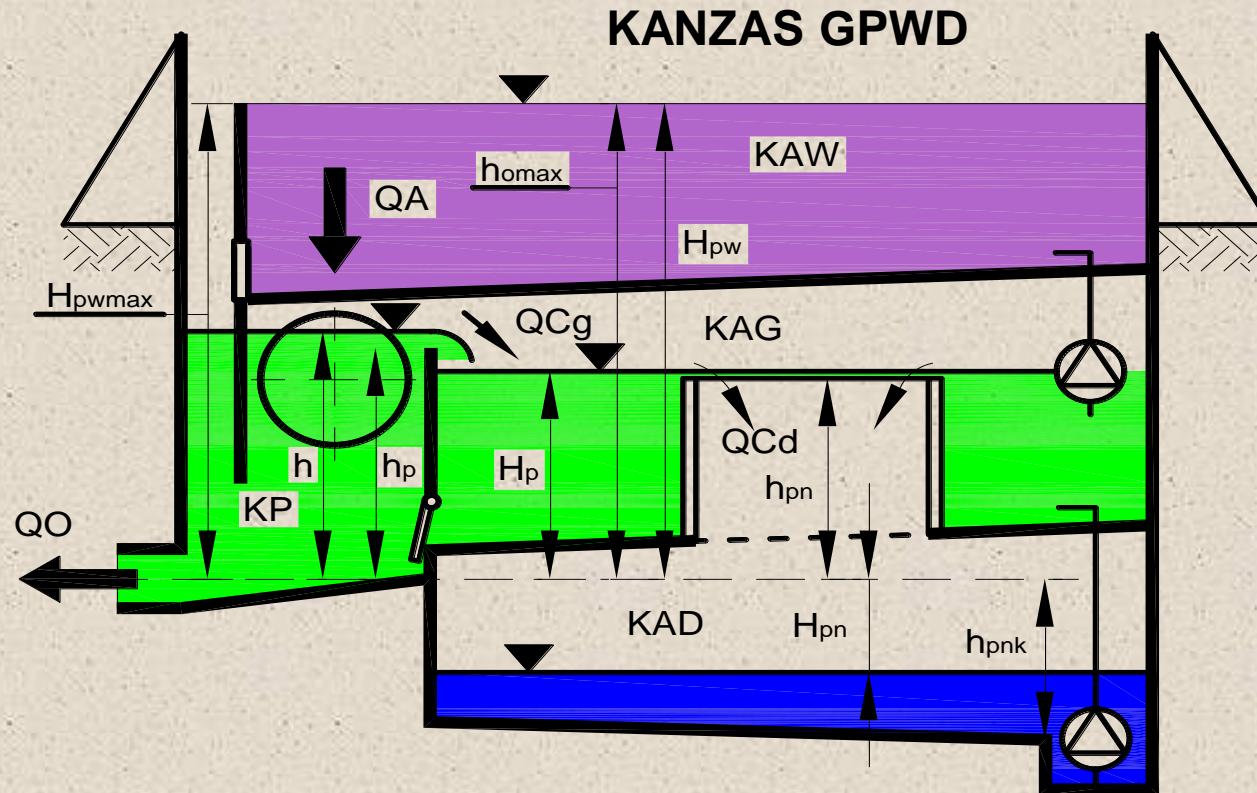 KANZAS GPWD
KAW
homax
QA
Hpw
Hpwmax
QCg
KAG
QCd
h
hp
Hp
hpn
KP
QO
KAD
Hpn
hpnk